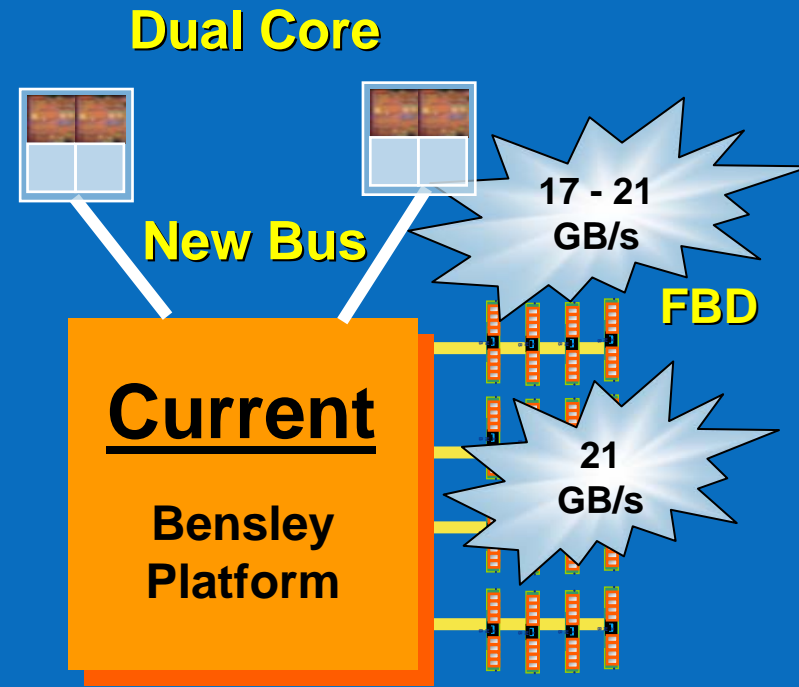 Dual Core
17 - 21
GB/s
New Bus
FBD
Current
21
GB/s
Bensley
Platform